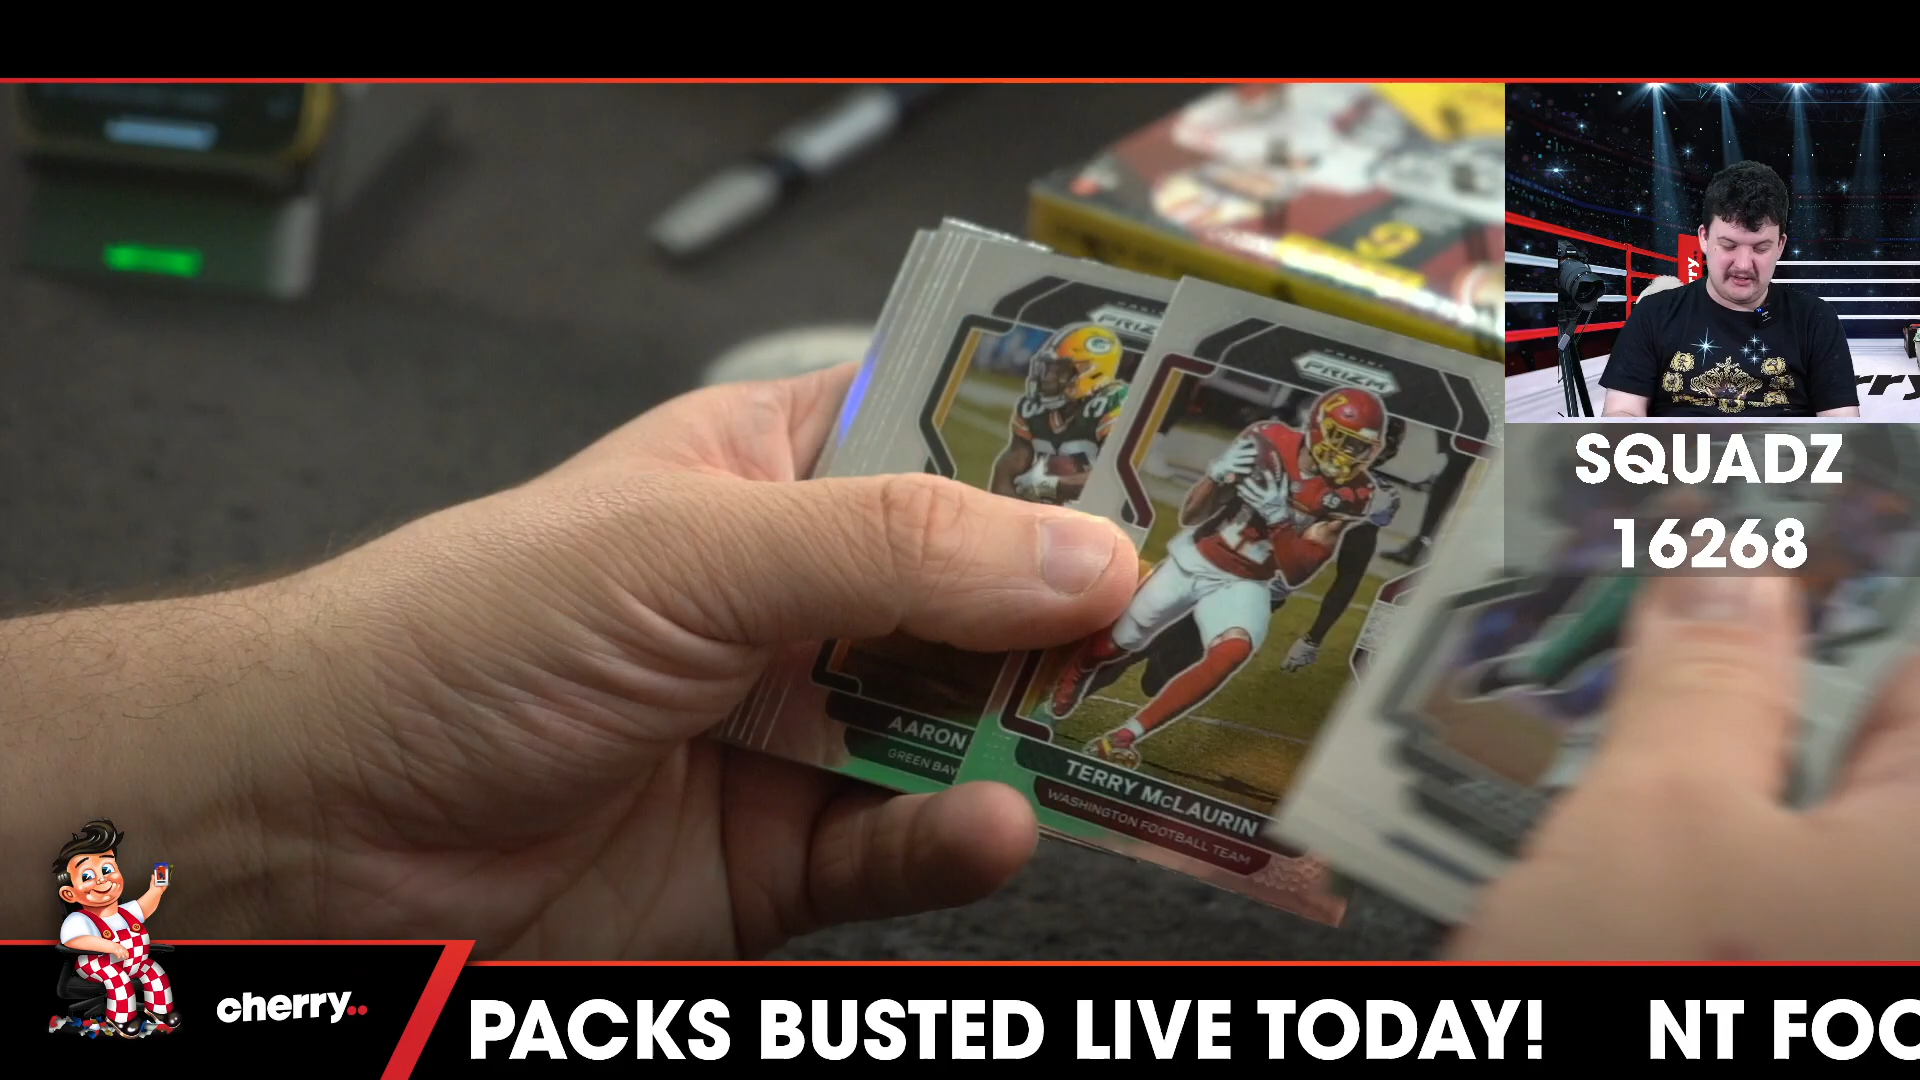 SQUADZ
16268
PRIZM
PANINI
PRIZM
AARON
GREEN BAY
TERRY McLAURIN
WASHINGTON FOOTBALL TEAM
cherry..
PACKS BUSTED LIVE TODAY!
NT FOO